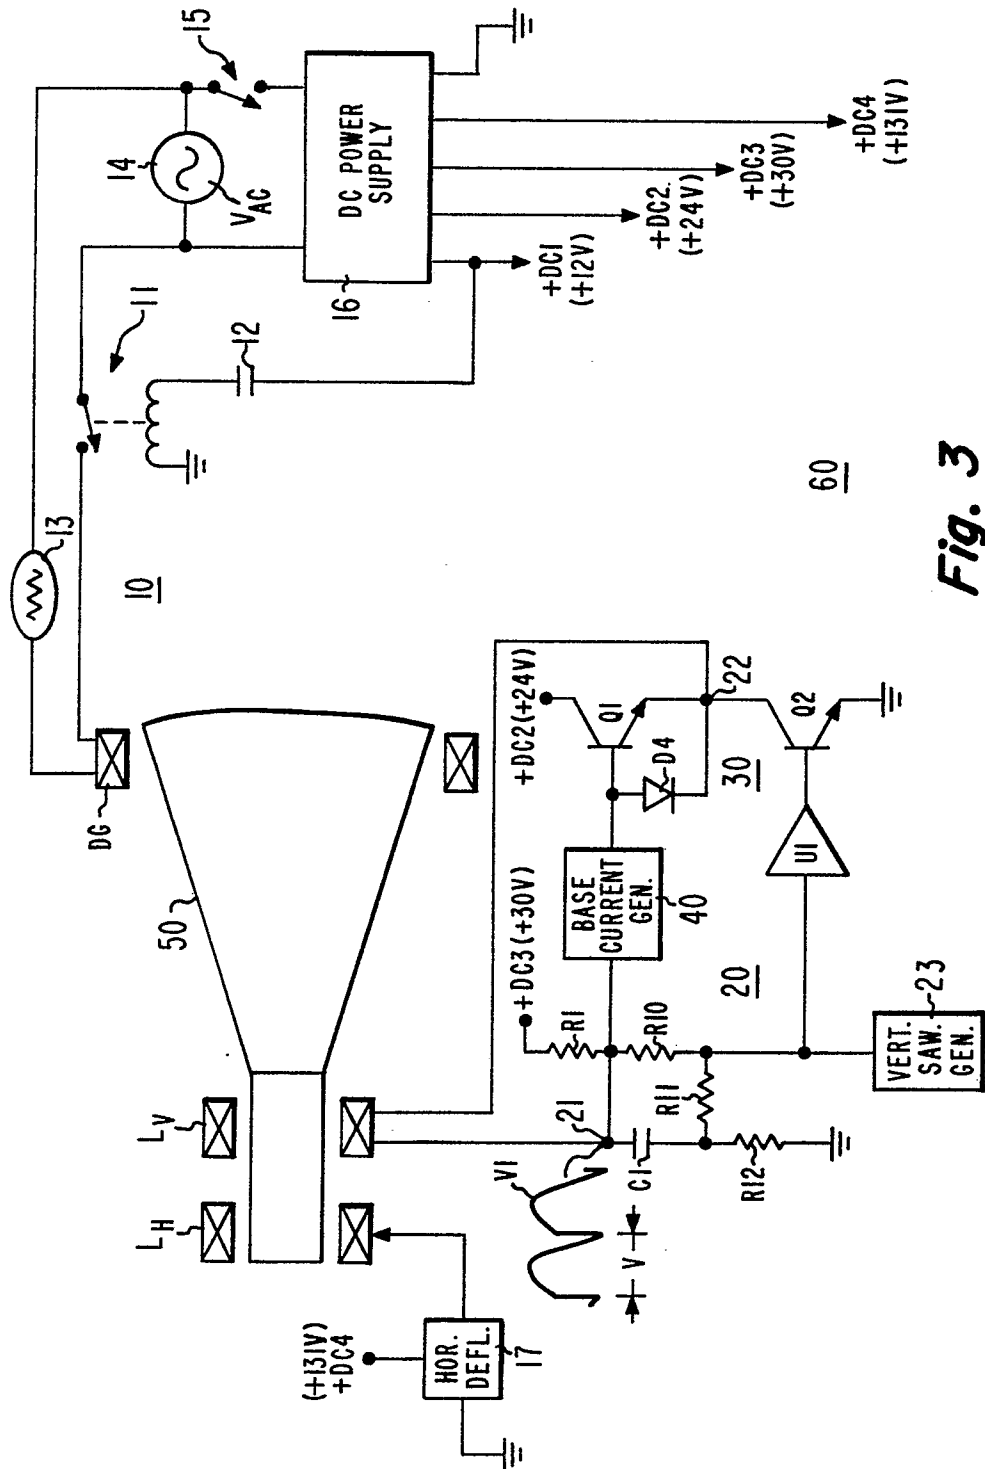 15
14
VAC
DC POWER
SUPPLY
16
+DC1
(+12V)
+DC2.
(+24V)
+DC3
(+30V)
+DC4
(+131V)
11
12
13
10
60
DG
50
LV
LH
(+131V)
+DC4
HOR.
DEFL.
17
V1
V
21
C1
R12
R11
R10
R1
+DC3(+30V)
BASE
CURRENT
GEN.
40
+DC2(+24V)
Q1
D4
22
30
20
Q2
U1
VERT.
SAW.
GEN.
23
Fig. 3